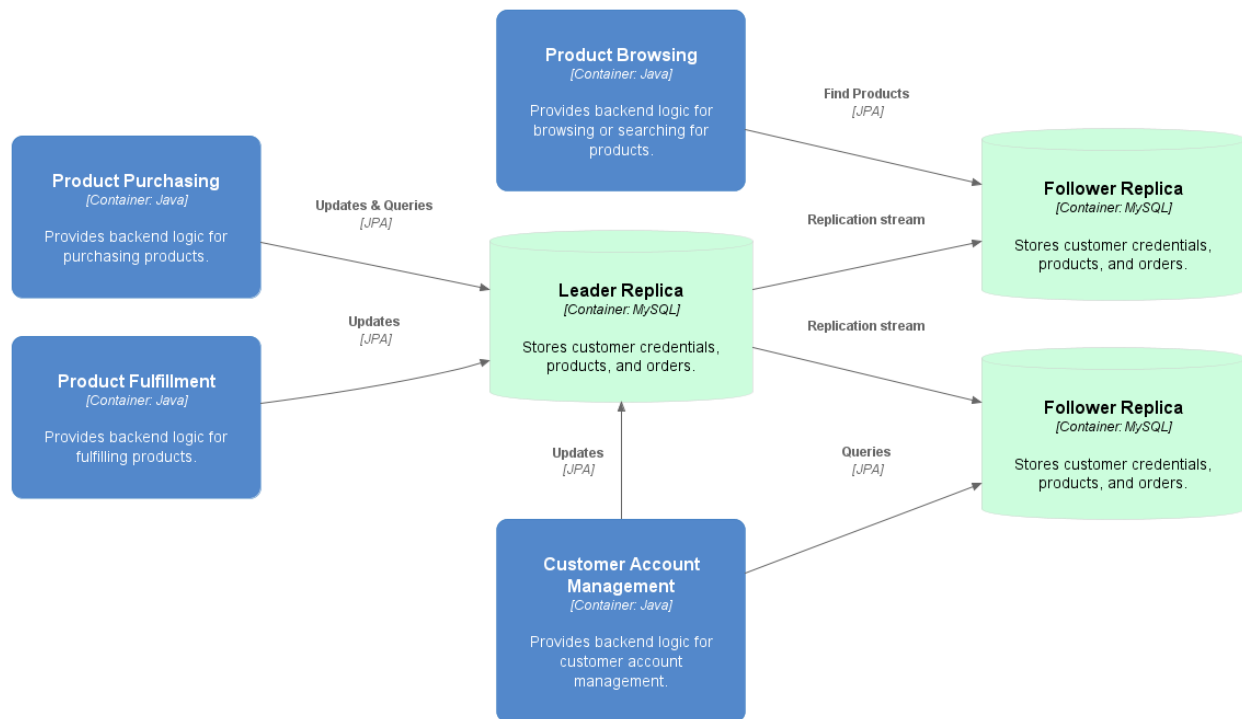 Product Browsing
[Container: Java]
Provides backend logic for
browsing or searching for
products.
Find Products
[JPA]
Product Purchasing
[Container: Java]
Provides backend logic for
purchasing products.
Updates & Queries
[JPA]
Follower Replica
[Container: MySQL]
Stores customer credentials,
products, and orders.
Replication stream
Leader Replica
[Container: MySQL]
Stores customer credentials,
products, and orders.
Updates
[JPA]
Replication stream
Product Fulfillment
[Container: Java]
Provides backend logic for
fulfilling products.
Follower Replica
[Container: MySQL]
Stores customer credentials,
products, and orders.
Updates
[JPA]
Queries
[JPA]
Customer Account
Management
[Container: Java]
Provides backend logic for
customer account
management.